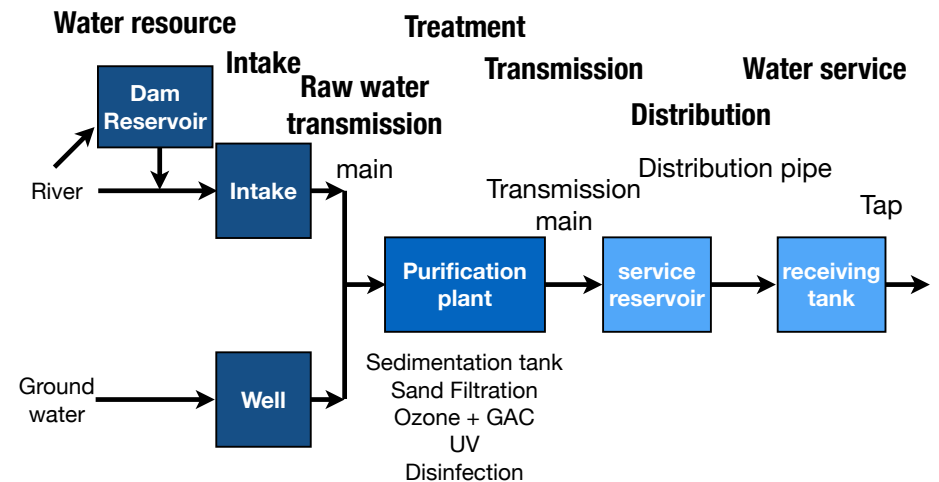 Water resource
Treatment
Intake
Transmission
Water service
Raw water
transmission
Distribution
Dam
Reservoir
main
Distribution pipe
River
Intake
Transmission
main
Tap
Purification
plant
service
reservoir
receiving
tank
Sedimentation tank
Sand Filtration
Ozone + GAC
UV
Disinfection
Ground
water
Well